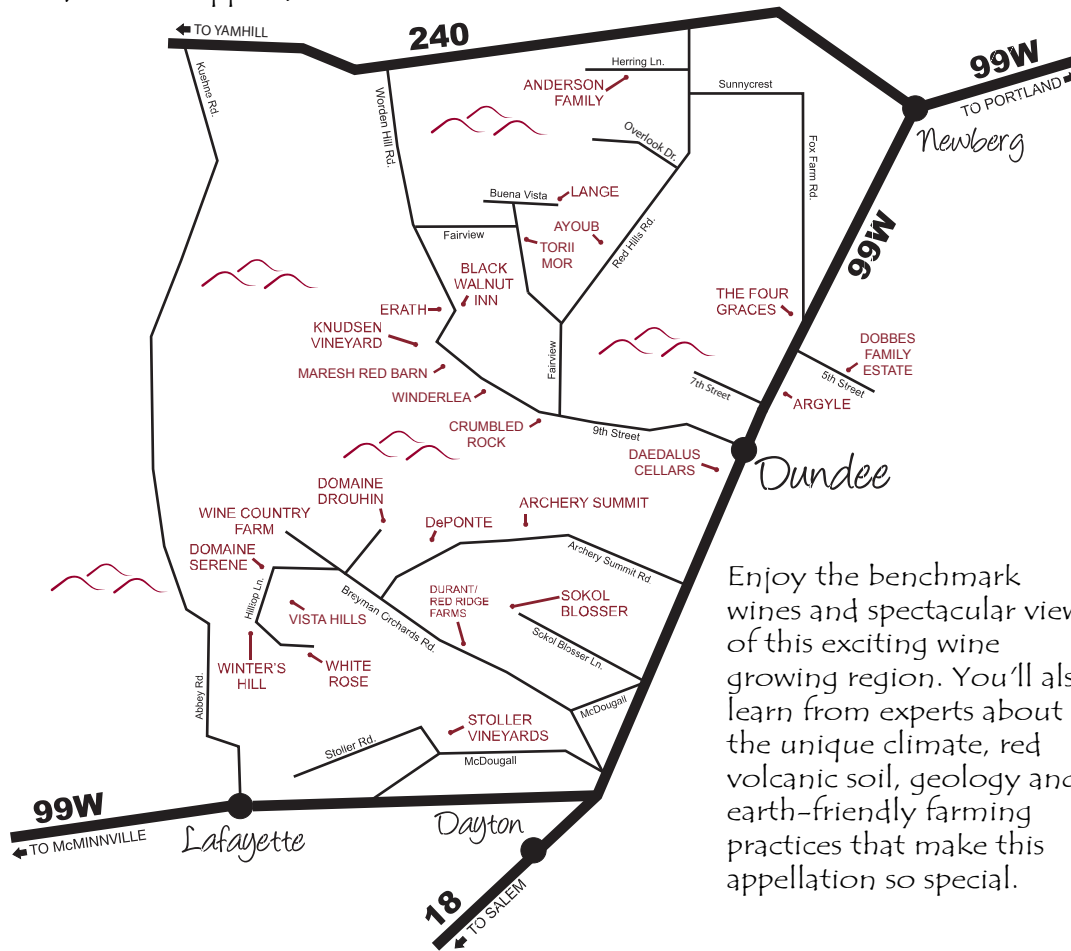 TO YAMHILL
240
99W
TO PORTLAND
Newberg
Kuehne Rd.
Worden Hill Rd.
Herring Ln.
ANDERSON
FAMILY
Sunnycrest
Overlook Dr.
Fox Farm Rd.
Buena Vista
LANGE
AYOUB
Red Hills Rd.
99W
Fairview
TORII
MOR
BLACK
WALNUT
INN
ERATH
THE FOUR
GRACES
KNUDSEN
VINEYARD
DOBBES
FAMILY
ESTATE
MARESH RED BARN
Fairview
7th Street
5th Street
WINDERLEA
ARGYLE
CRUMBLED
ROCK
9th Street
DAEDALUS
CELLARS
Dundee
DOMAINE
DROUHIN
WINE COUNTRY
FARM
DePONTE
ARCHERY SUMMIT
DOMAINE
SERENE
Archery Summit Rd.
Hilltop Ln.
Breyman Orchards Rd.
DURANT/
RED RIDGE
FARMS
SOKOL
BLOSSER
VISTA HILLS
Sokol Blosser Ln.
WINTER'S
HILL
WHITE
ROSE
Abbey Rd.
McDougall
STOLLER
VINEYARDS
Stoller Rd.
McDougall
99W
TO McMINNVILLE
Lafayette
Dayton
18
TO SALEM
Enjoy the benchmark
wines and spectacular view
of this exciting wine
growing region. You'll als
learn from experts about
the unique climate, red
volcanic soil, geology and
earth-friendly farming
practices that make this
appellation so special.